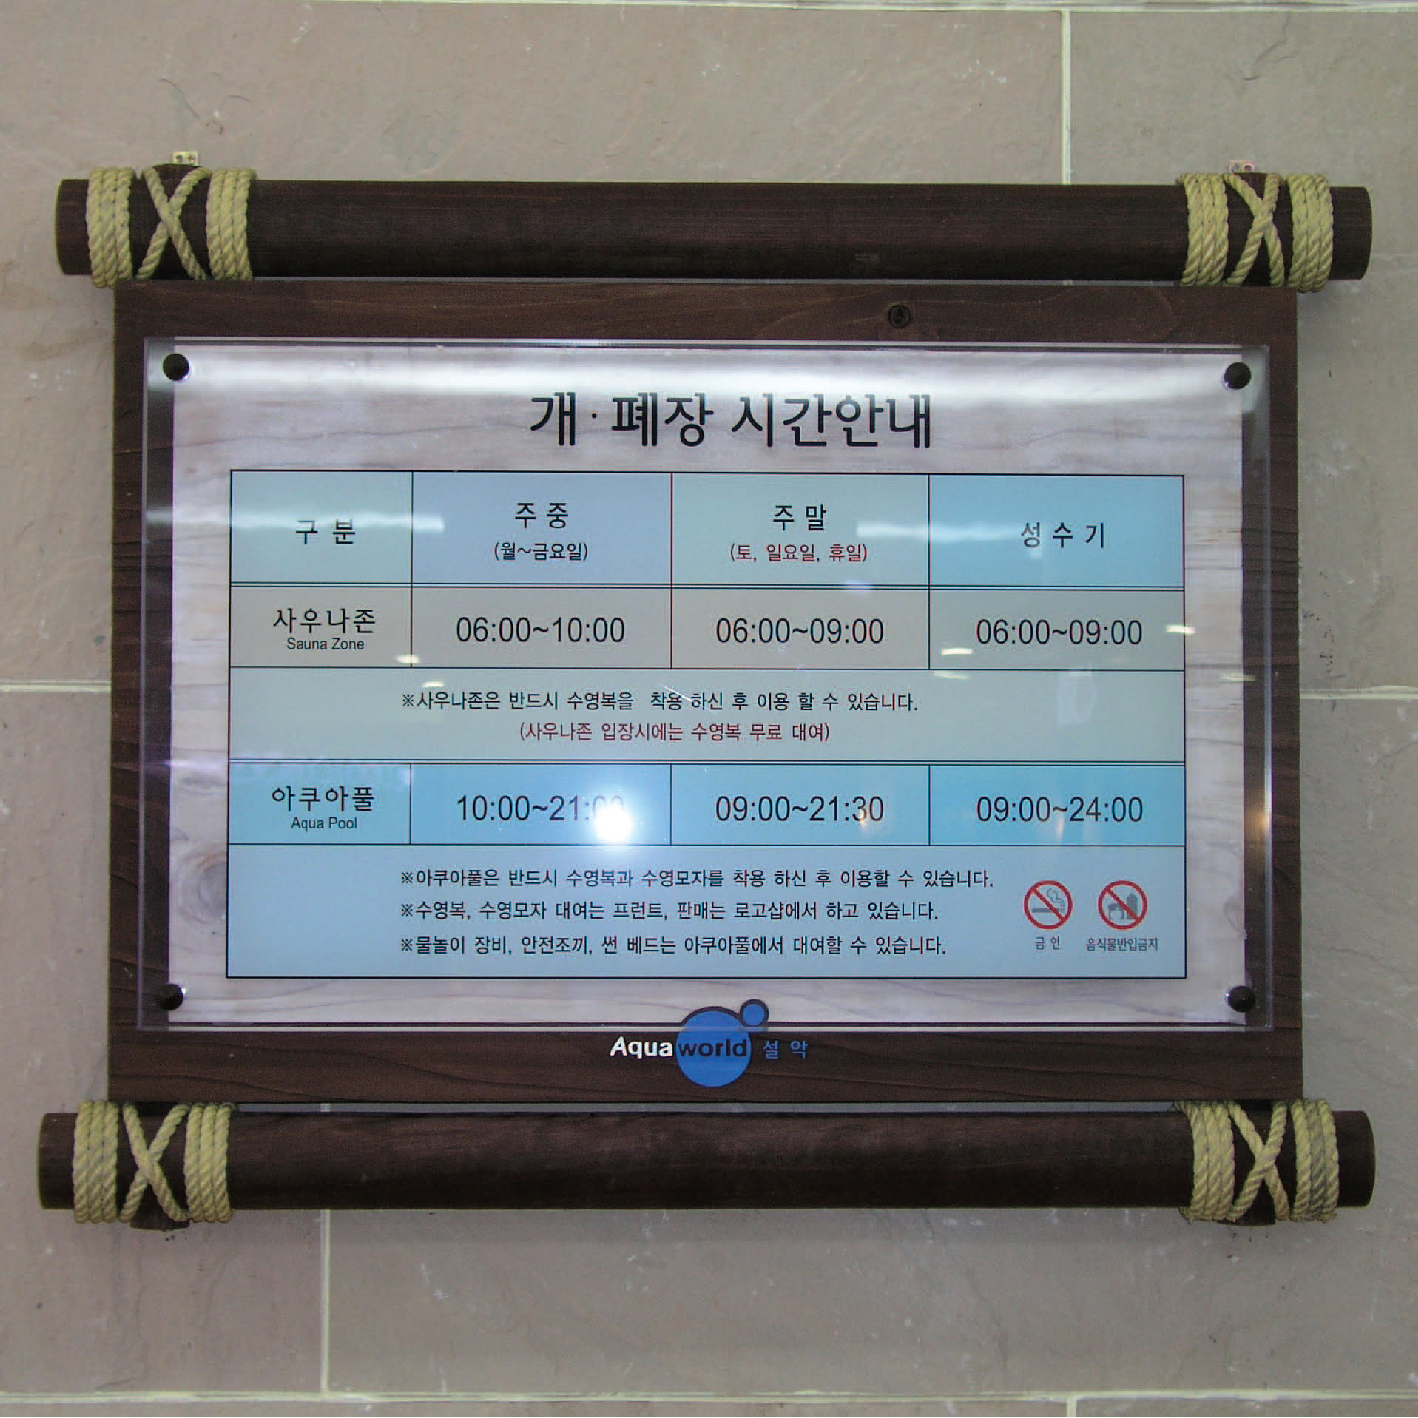 개·폐장 시간안내
구 분
주 중
(월~금요일)
주 말
(토, 일요일, 휴일)
성 수 기
사우나존
Sauna Zone
06:00~10:00
06:00~09:00
06:00~09:00
※사우나존은 반드시 수영복을 착용 하신 후 이용 할 수 있습니다.
(사우나존 입장시에는 수영복 무료 대여)
아쿠아풀
Aqua Pool
10:00~21:00
09:00~21:30
09:00~24:00
※아쿠아풀은 반드시 수영복과 수영모자를 착용 하신 후 이용할 수 있습니다.
※수영복, 수영모자 대여는 프런트, 판매는 로고샵에서 하고 있습니다.
※물놀이 장비, 안전조끼, 썬 베드는 아쿠아풀에서 대여할 수 있습니다.
금 인
음식물반입금지
Aquaworld 설 악